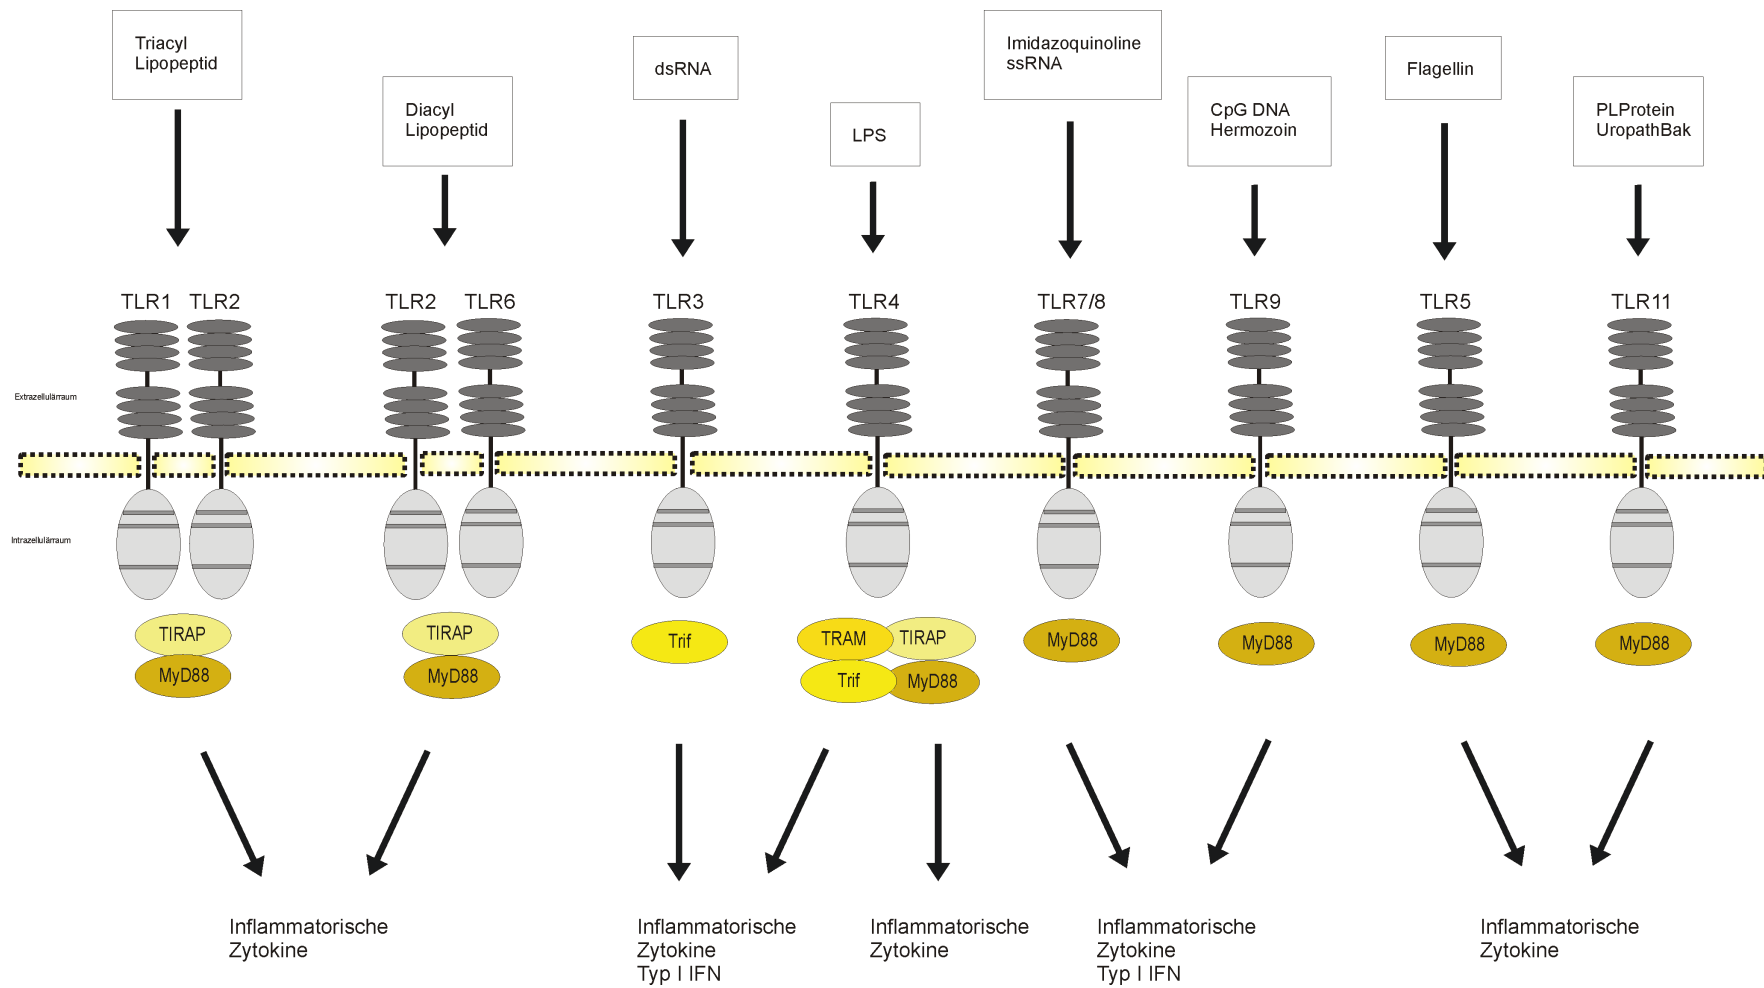 Triacyl
Lipopeptid
Diacyl
Lipopeptid
dsRNA
LPS
Imidazoquinoline
ssRNA
CpG DNA
Hermozoin
Flagellin
PLProtein
UropathBak
TLR1 TLR2 TLR2 TLR6 TLR3 TLR4 TLR7/8 TLR9 TLR5 TLR11
Extrazellulärraum
Intrazellulärraum
TIRAP
MyD88
TIRAP
MyD88
Trif
TRAM TIRAP
Trif MyD88
MyD88
MyD88
MyD88
MyD88
Inflammatorische
Zytokine
Inflammatorische
Zytokine
Typ I IFN
Inflammatorische
Zytokine
Inflammatorische
Zytokine
Typ I IFN
Inflammatorische
Zytokine